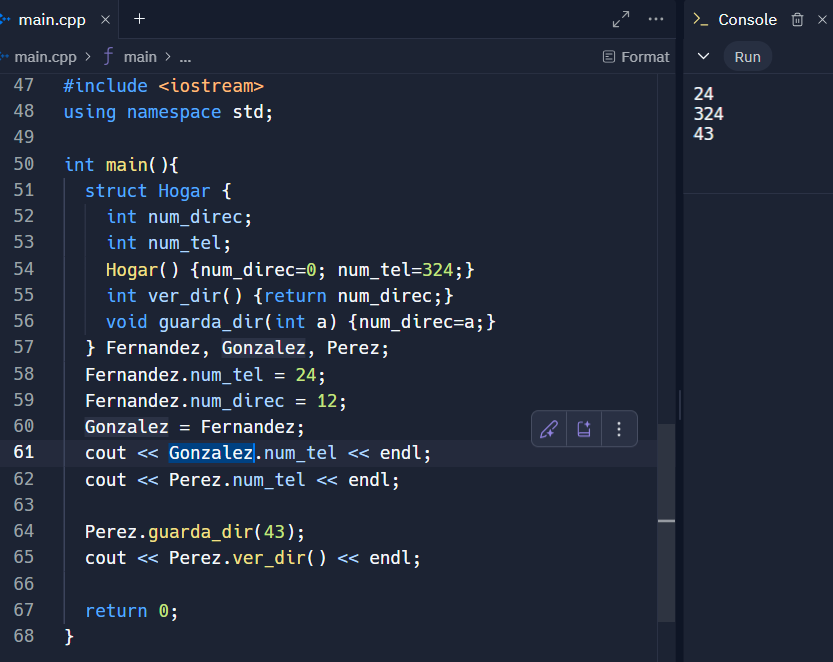 main.cpp × +
main.cpp > f main > ...
Format
47 #include <iostream>
48 using namespace std;
49
50 int main(){
51 struct Hogar {
52 int num_direc;
53 int num_tel;
54 Hogar() {num_direc=0; num_tel=324;}
55 int ver_dir() {return num_direc;}
56 void guarda_dir(int a) {num_direc=a;}
57 } Fernandez, Gonzalez, Perez;
58 Fernandez.num_tel = 24;
59 Fernandez.num_direc = 12;
60 Gonzalez = Fernandez;
61 cout << Gonzalez.num_tel << endl;
62 cout << Perez.num_tel << endl;
63
64 Perez.guarda_dir(43);
65 cout << Perez.ver_dir() << endl;
66
67 return 0;
68 }
>_ Console ×
Run
24
324
43